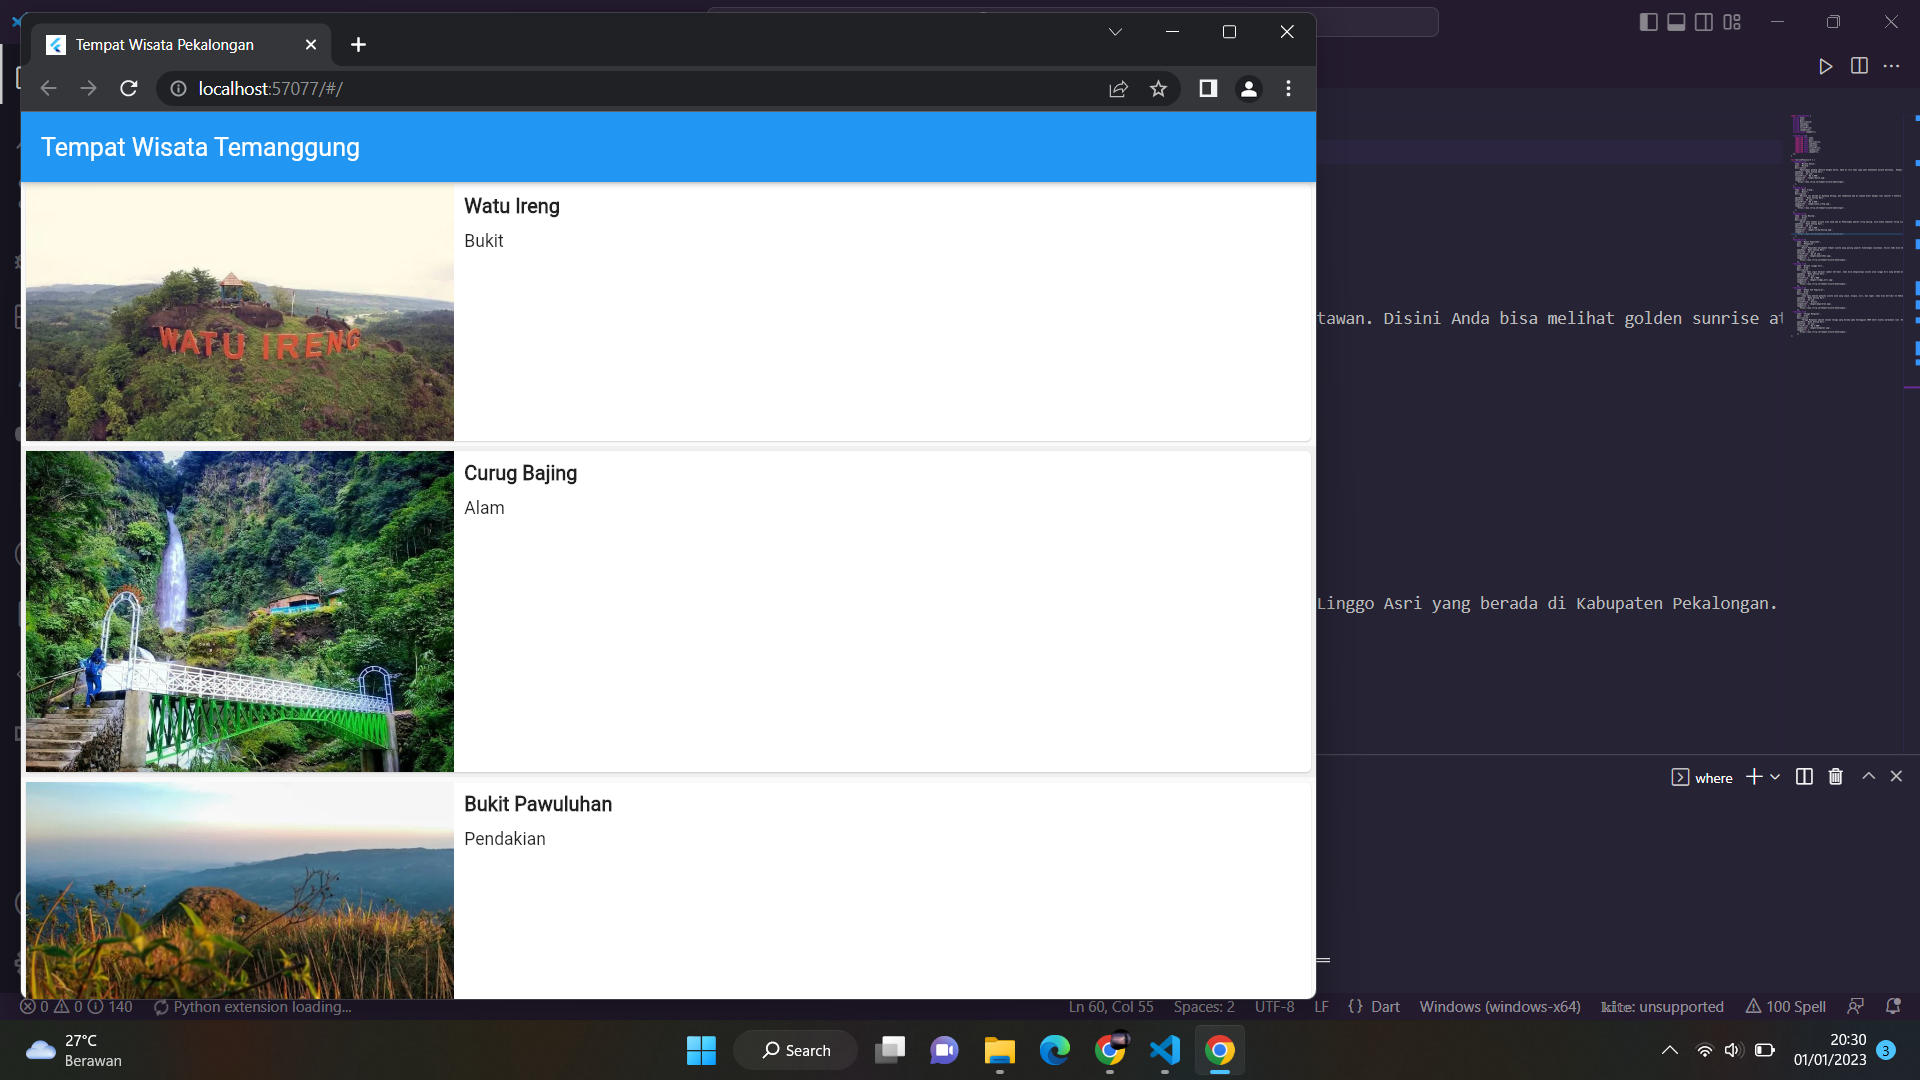 Tempat Wisata Pekalongan
localhost:57077/#/
Tempat Wisata Temanggung
Watu Ireng
Bukit
WATU IRENG
tawan. Disini Anda bisa melihat golden sunrise at
Curug Bajing
Alam
Linggo Asri yang berada di Kabupaten Pekalongan.
where
Bukit Pawuluhan
Pendakian
0 0 140 Python extension loading...
Ln 60, Col 55 Spaces: 2 UTF-8 LF {} Dart Windows (windows-x64) kite: unsupported 100 Spell
27°C
Berawan
Search
20:30
01/01/2023
3